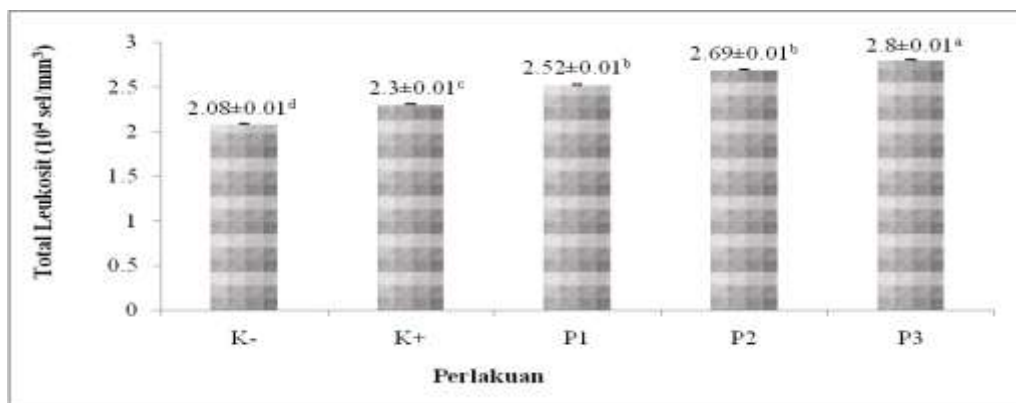 Total Leukosit (10⁴ sel/mm³)
3
2.5
2
1.5
1
0.5
0
2.08±0.01ᵈ
2.3±0.01ᶜ
2.52±0.01ᵇ
2.69±0.01ᵇ
2.8±0.01ᵃ
K- K+ P1 P2 P3
Perlakuan